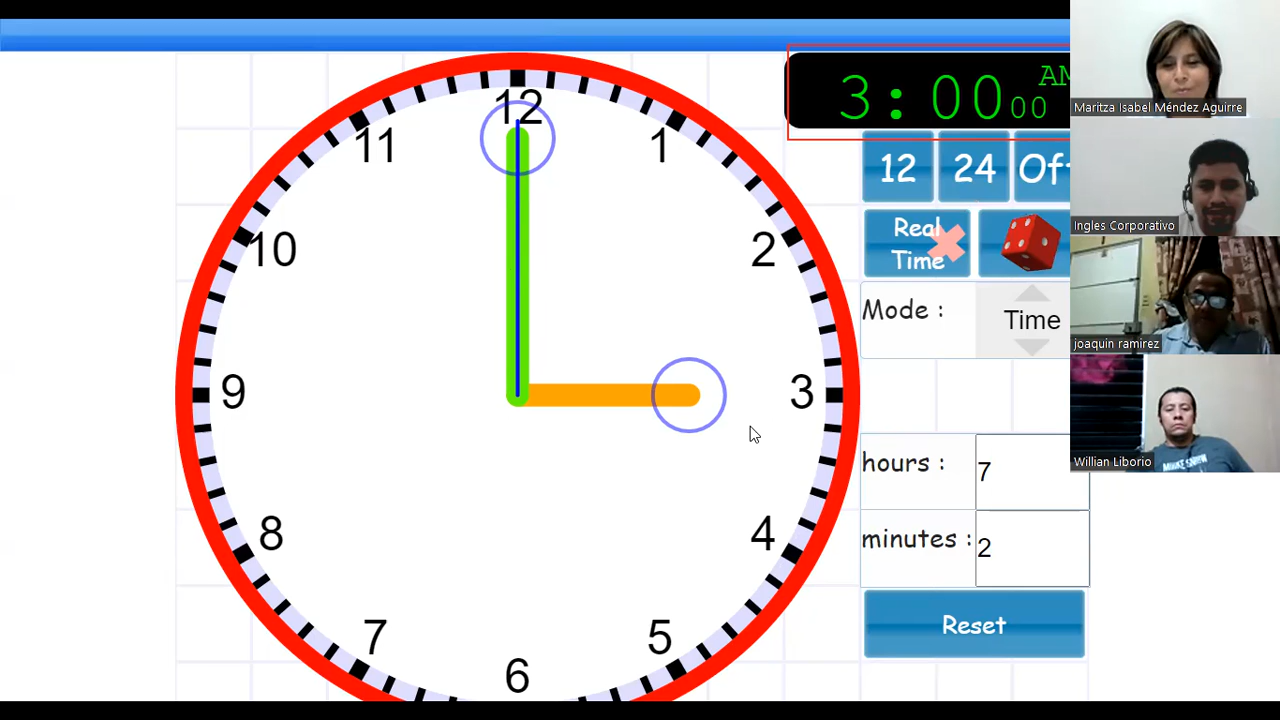 12
11
1
10
2
9
3
8
4
7
5
6
3:00 00 AM
12
24
Off
Real
Time
Mode :
Time
hours :
7
minutes :
2
Reset
Maritza Isabel Méndez Aguirre
Ingles Corporativo
joaquin ramirez
Willian Liborio